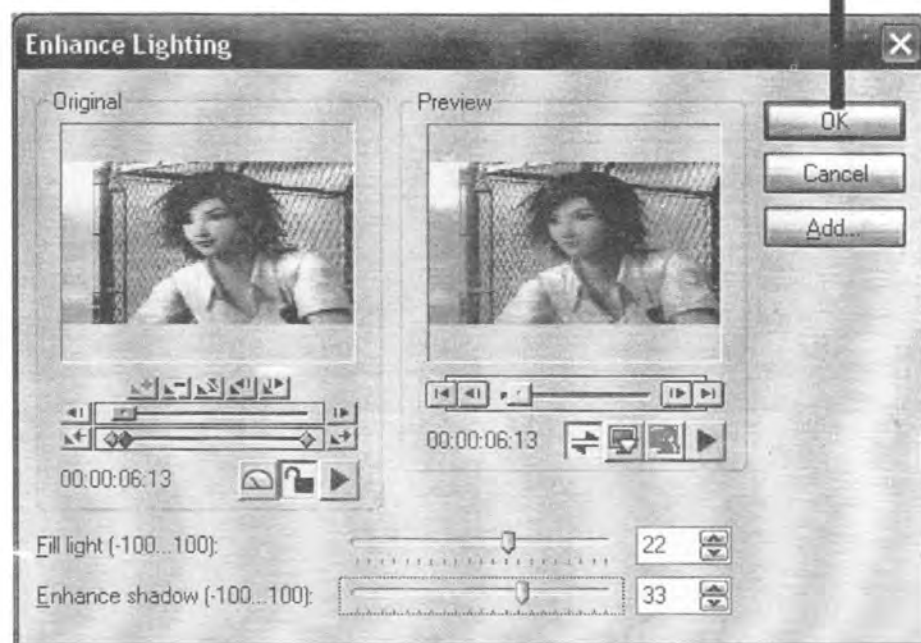 Enhance Lighting
Original
Preview
OK
Cancel
Add...
00:00:06:13
00:00:06:13
Fill light (-100...100):
22
Enhance shadow (-100...100):
33